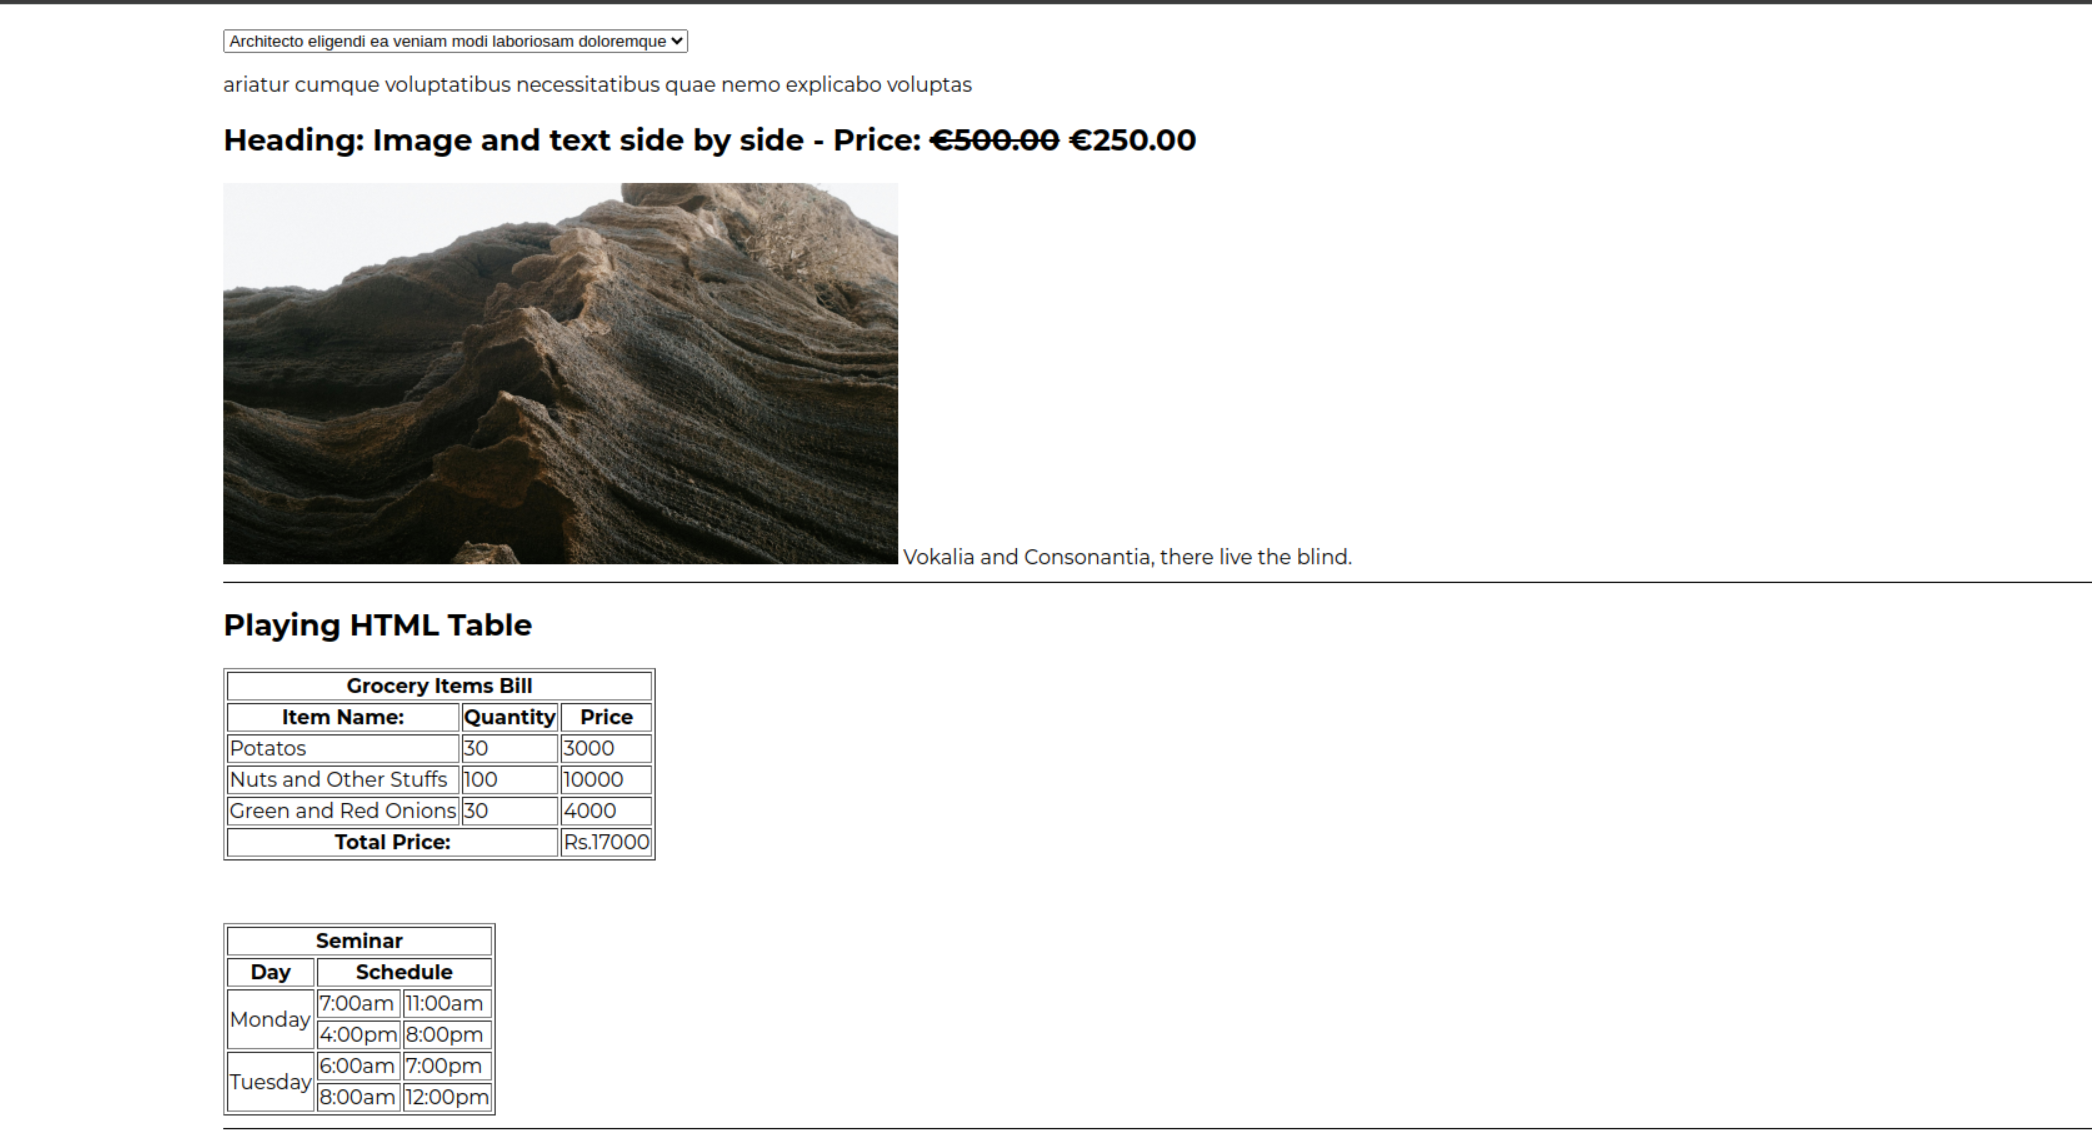 Architecto eligendi ea veniam modi laboriosam doloremque
ariatur cumque voluptatibus necessitatibus quae nemo explicabo voluptas
Heading: Image and text side by side - Price: €500.00 €250.00
Vokalia and Consonantia, there live the blind.
Playing HTML Table
Grocery Items Bill
Item Name: Quantity Price
Potatos 30 3000
Nuts and Other Stuffs 100 10000
Green and Red Onions 30 4000
Total Price: Rs.17000
Seminar
Day Schedule
Monday 7:00am 11:00am
4:00pm 8:00pm
Tuesday 6:00am 7:00pm
8:00am 12:00pm